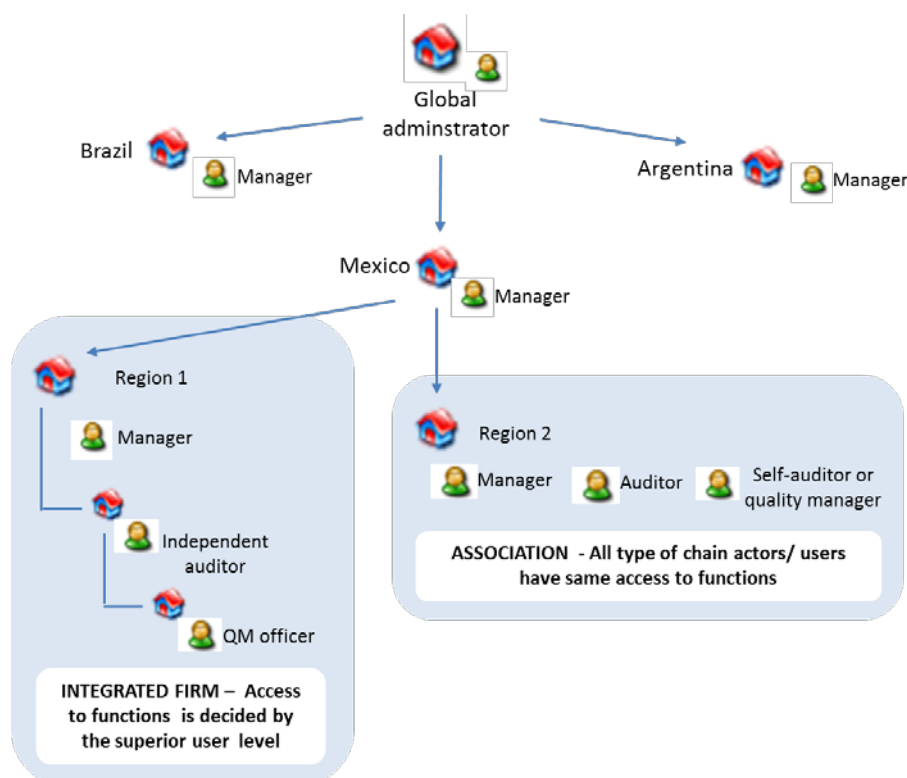 Global
adminstrator
Brazil
Manager
Argentina
Manager
Mexico
Manager
Region 1
Manager
Independent
auditor
QM officer
INTEGRATED FIRM – Access
to functions is decided by
the superior user level
Region 2
Manager
Auditor
Self-auditor or
quality manager
ASSOCIATION - All type of chain actors/ users
have same access to functions